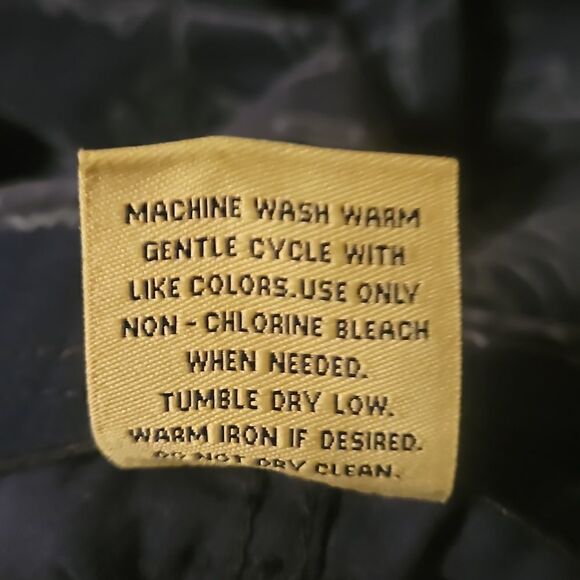 MACHINE WASH WARM
GENTLE CYCLE WITH
LIKE COLORS.USE ONLY
NON - CHLORINE BLEACH
WHEN NEEDED.
TUMBLE DRY LOW.
WARM IRON IF DESIRED.
DO NOT DRY CLEAN.